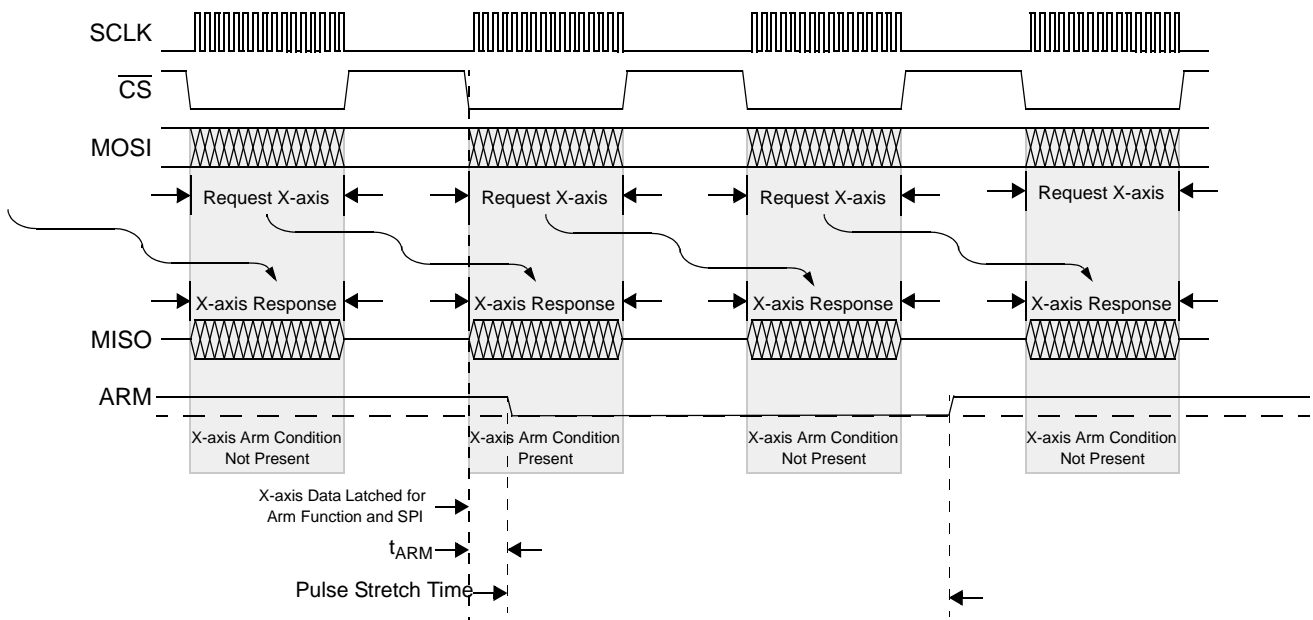 SCLK
CS
MOSI
Request X-axis
Request X-axis
Request X-axis
Request X-axis
X-axis Response
X-axis Response
X-axis Response
X-axis Response
MISO
ARM
X-axis Arm Condition
Not Present
X-axis Arm Condition
Present
X-axis Arm Condition
Not Present
X-axis Arm Condition
Not Present
X-axis Data Latched for
Arm Function and SPI
tARM
Pulse Stretch Time